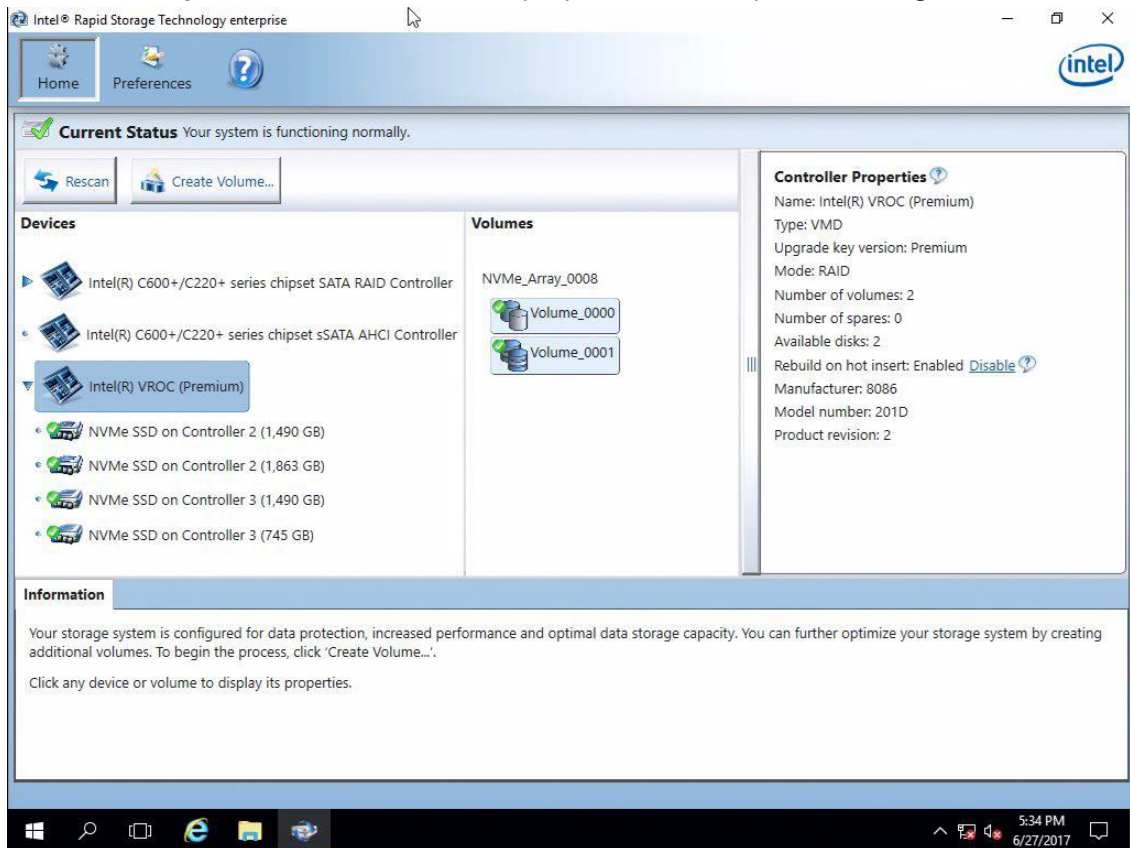 Intel® Rapid Storage Technology enterprise
Home
Preferences
?
intel
Current Status Your system is functioning normally.
Rescan
Create Volume...
Devices
Intel(R) C600+/C220+ series chipset SATA RAID Controller
Intel(R) C600+/C220+ series chipset sSATA AHCI Controller
Intel(R) VROC (Premium)
NVMe SSD on Controller 2 (1,490 GB)
NVMe SSD on Controller 2 (1,863 GB)
NVMe SSD on Controller 3 (1,490 GB)
NVMe SSD on Controller 3 (745 GB)
Volumes
NVMe_Array_0008
Volume_0000
Volume_0001
Controller Properties ?
Name: Intel(R) VROC (Premium)
Type: VMD
Upgrade key version: Premium
Mode: RAID
Number of volumes: 2
Number of spares: 0
Available disks: 2
Rebuild on hot insert: Enabled Disable ?
Manufacturer: 8086
Model number: 201D
Product revision: 2
Information
Your storage system is configured for data protection, increased performance and optimal data storage capacity. You can further optimize your storage system by creating
additional volumes. To begin the process, click 'Create Volume...'.
Click any device or volume to display its properties.
5:34 PM
6/27/2017